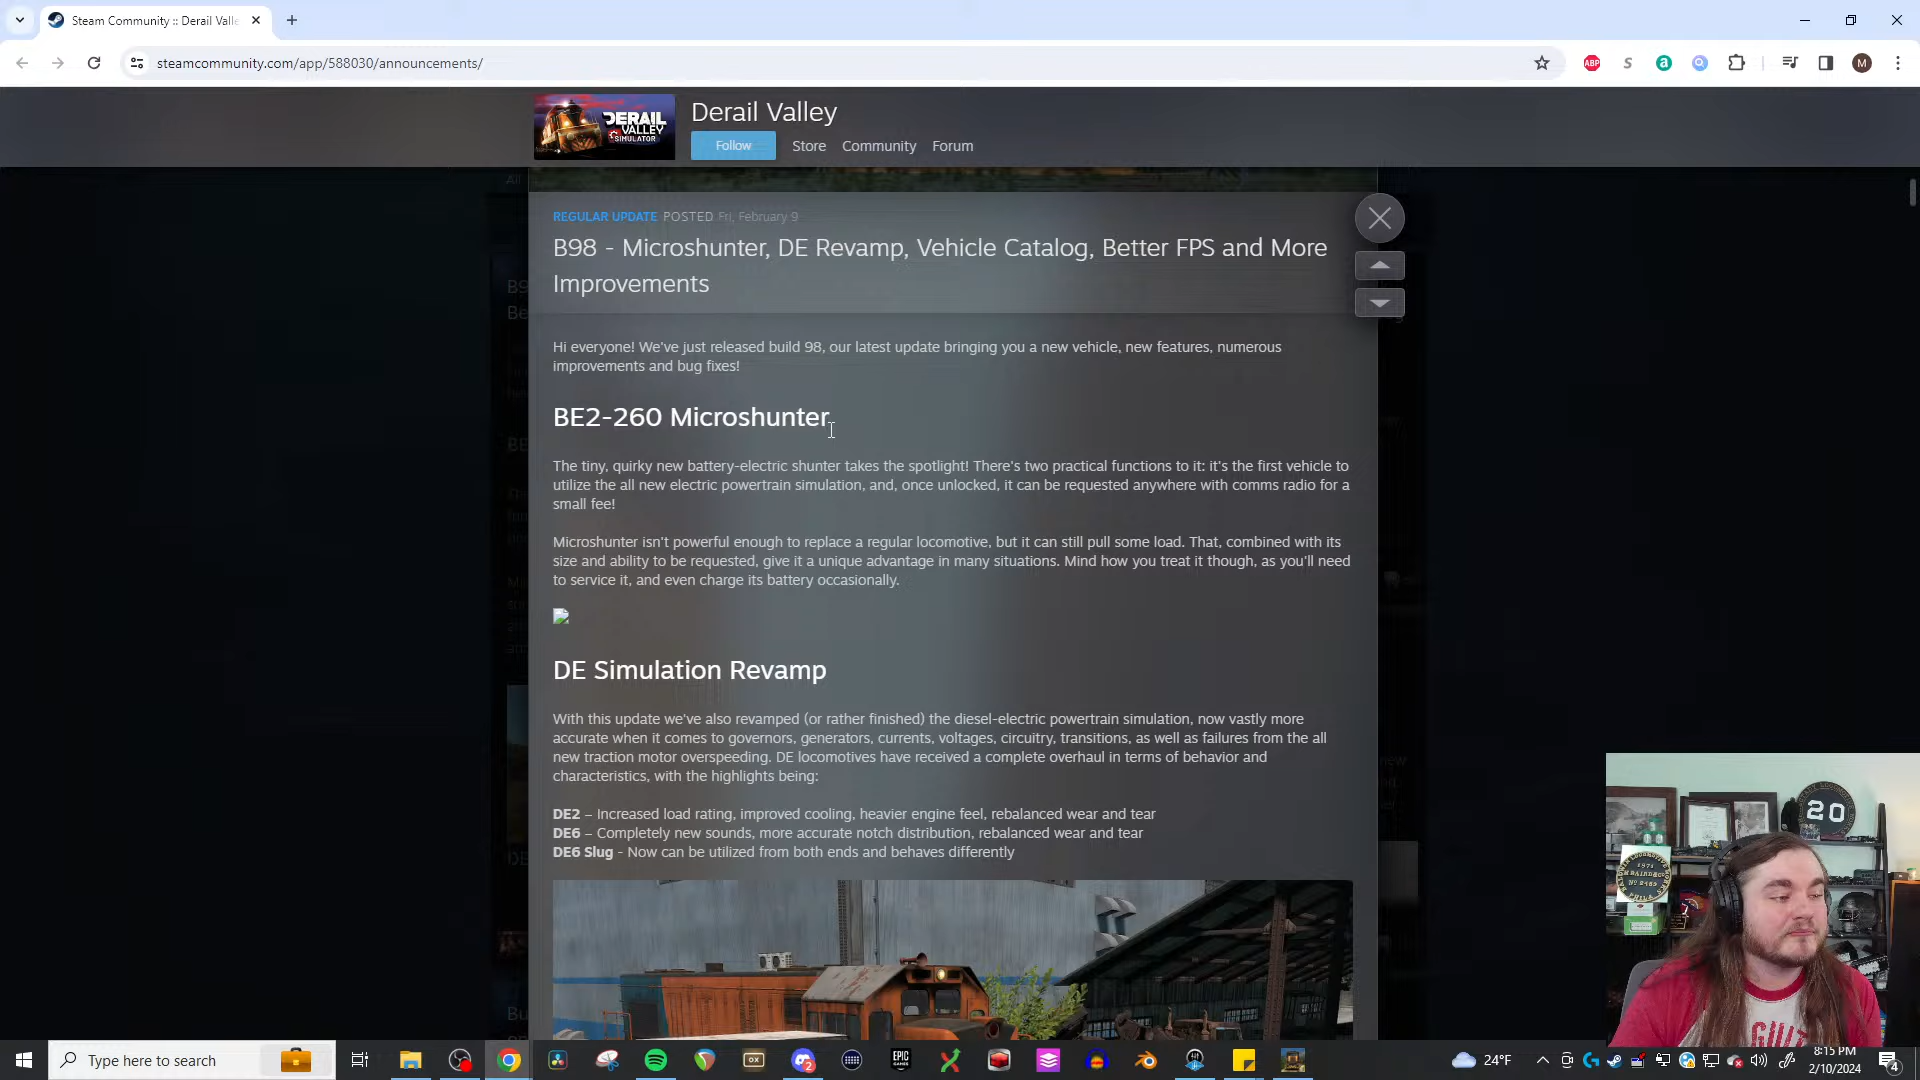 Steam Community :: Derail Valle
steamcommunity.com/app/588030/announcements/
ABP
S
a
M
DERAIL
VALLEY
SIMULATOR
Derail Valley
Follow
Store
Community
Forum
All
REGULAR UPDATE POSTED Fri, February 9
B98 - Microshunter, DE Revamp, Vehicle Catalog, Better FPS and More
Improvements
Hi everyone! We've just released build 98, our latest update bringing you a new vehicle, new features, numerous
improvements and bug fixes!
BE2-260 Microshunter
The tiny, quirky new battery-electric shunter takes the spotlight! There's two practical functions to it: it's the first vehicle to
utilize the all new electric powertrain simulation, and, once unlocked, it can be requested anywhere with comms radio for a
small fee!
Microshunter isn't powerful enough to replace a regular locomotive, but it can still pull some load. That, combined with its
size and ability to be requested, give it a unique advantage in many situations. Mind how you treat it though, as you'll need
to service it, and even charge its battery occasionally.
DE Simulation Revamp
With this update we've also revamped (or rather finished) the diesel-electric powertrain simulation, now vastly more
accurate when it comes to governors, generators, currents, voltages, circuitry, transitions, as well as failures from the all
new traction motor overspeeding. DE locomotives have received a complete overhaul in terms of behavior and
characteristics, with the highlights being:
DE2 – Increased load rating, improved cooling, heavier engine feel, rebalanced wear and tear
DE6 – Completely new sounds, more accurate notch distribution, rebalanced wear and tear
DE6 Slug - Now can be utilized from both ends and behaves differently
20
Type here to search
OX
2
EPIC
GAMES
24°F
8:15 PM
2/10/2024
4